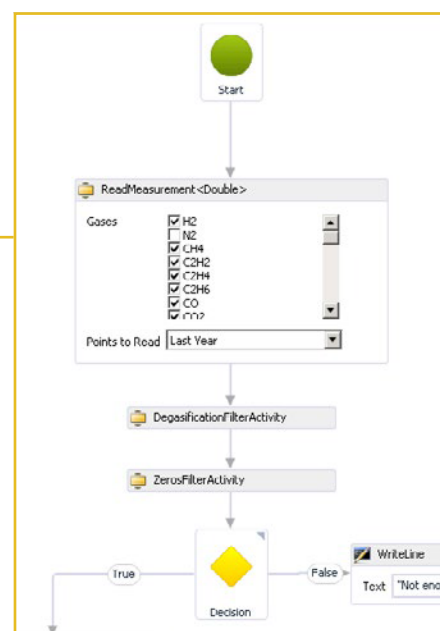 Start
ReadMeasurement<Double>
Gases
H2
N2
CH4
C2H2
C2H4
C2H6
CO
CO2
Points to Read Last Year
DegasificationFilterActivity
ZerosFilterActivity
True
False
Decision
WriteLine
Text "Not eno